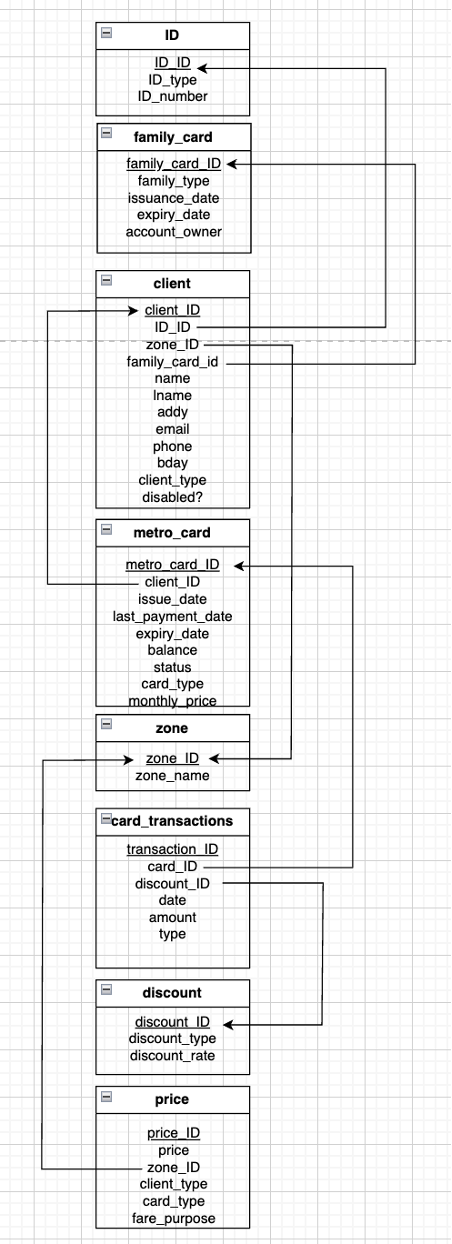 ID
ID_ID
ID_type
ID_number
family_card
family_card_ID
family_type
issuance_date
expiry_date
account_owner
client
client_ID
ID_ID
zone_ID
family_card_id
name
lname
addy
email
phone
bday
client_type
disabled?
metro_card
metro_card_ID
client_ID
issue_date
last_payment_date
expiry_date
balance
status
card_type
monthly_price
zone
zone_ID
zone_name
card_transactions
transaction_ID
card_ID
discount_ID
date
amount
type
discount
discount_ID
discount_type
discount_rate
price
price_ID
price
zone_ID
client_type
card_type
fare_purpose